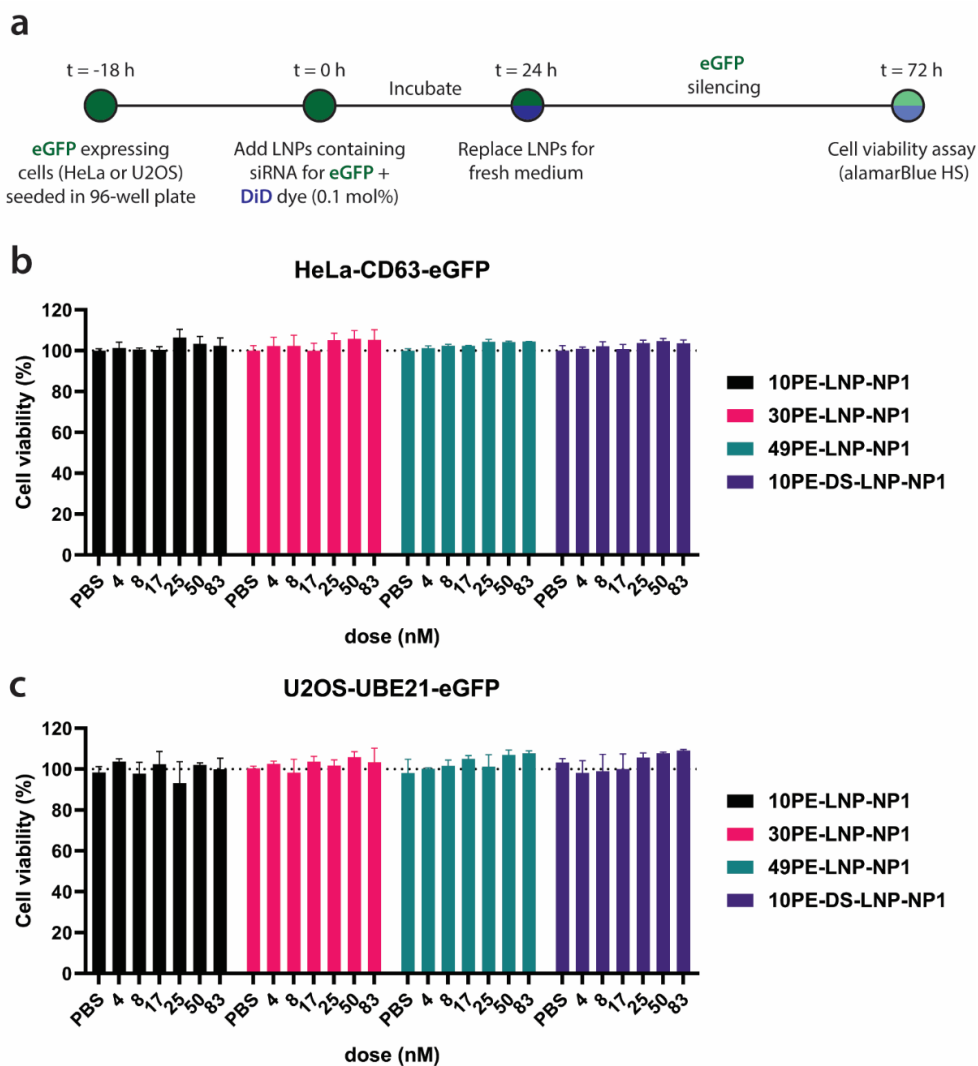 a
t = -18 h
t = 0 h
t = 24 h
t = 72 h
Incubate
eGFP
silencing
eGFP expressing
cells (HeLa or U2OS)
seeded in 96-well plate
Add LNPs containing
siRNA for eGFP +
DiD dye (0.1 mol%)
Replace LNPs for
fresh medium
Cell viability assay
(alamarBlue HS)
b
HeLa-CD63-eGFP
Cell viability (%)
120
100
80
60
40
20
0
PBS 4 8 17 25 50 83 PBS 4 8 17 25 50 83 PBS 4 8 17 25 50 83 PBS 4 8 17 25 50 83
dose (nM)
10PE-LNP-NP1
30PE-LNP-NP1
49PE-LNP-NP1
10PE-DS-LNP-NP1
c
U2OS-UBE21-eGFP
Cell viability (%)
120
100
80
60
40
20
0
PBS 4 8 17 25 50 83 PBS 4 8 17 25 50 83 PBS 4 8 17 25 50 83 PBS 4 8 17 25 50 83
dose (nM)
10PE-LNP-NP1
30PE-LNP-NP1
49PE-LNP-NP1
10PE-DS-LNP-NP1